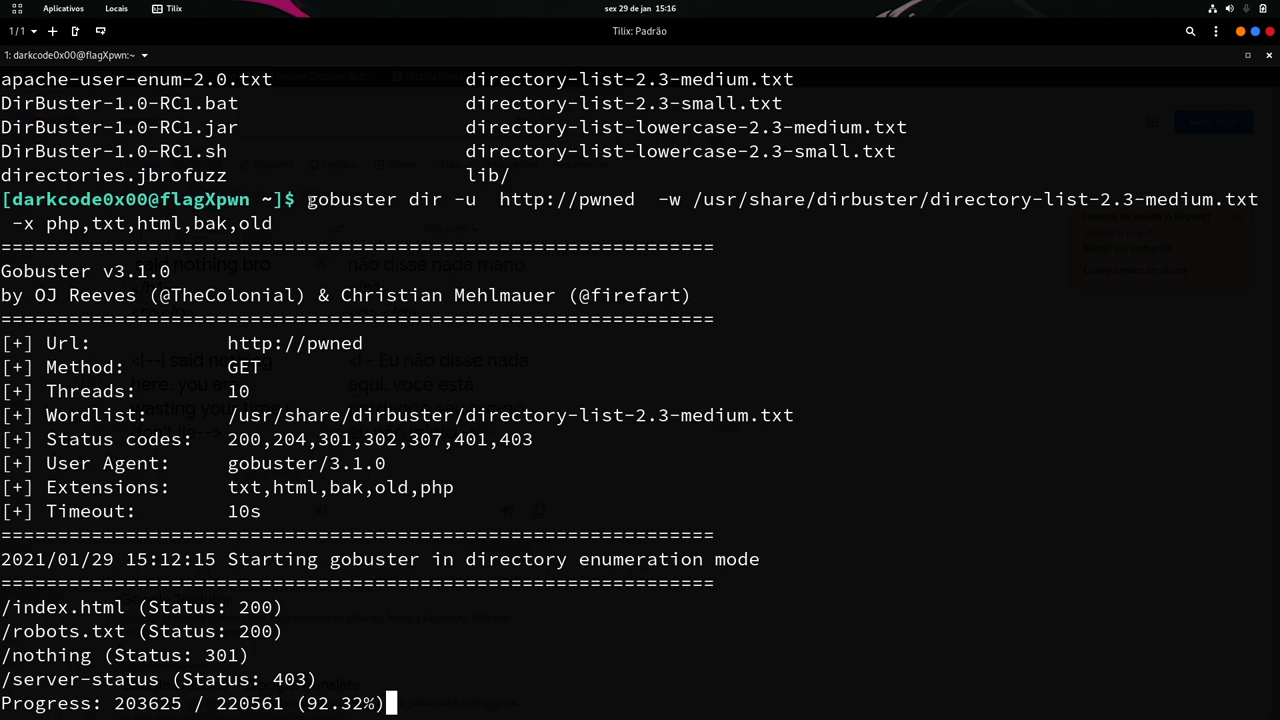 Aplicativos Locais Tilix sex 29 de jan 15:16
1/1 Tilix: Padrão
1: darkcode0x00@flagXpwn:~
apache-user-enum-2.0.txt directory-list-2.3-medium.txt
DirBuster-1.0-RC1.bat directory-list-2.3-small.txt
DirBuster-1.0-RC1.jar directory-list-lowercase-2.3-medium.txt
DirBuster-1.0-RC1.sh directory-list-lowercase-2.3-small.txt
directories.jbrofuzz lib/
[darkcode0x00@flagXpwn ~]$ gobuster dir -u  http://pwned  -w /usr/share/dirbuster/directory-list-2.3-medium.txt
-x php,txt,html,bak,old
===============================================================
Gobuster v3.1.0
by OJ Reeves (@TheColonial) & Christian Mehlmauer (@firefart)
===============================================================
[+] Url: http://pwned
[+] Method: GET
[+] Threads: 10
[+] Wordlist: /usr/share/dirbuster/directory-list-2.3-medium.txt
[+] Status codes: 200,204,301,302,307,401,403
[+] User Agent: gobuster/3.1.0
[+] Extensions: txt,html,bak,old,php
[+] Timeout: 10s
===============================================================
2021/01/29 15:12:15 Starting gobuster in directory enumeration mode
===============================================================
/index.html (Status: 200)
/robots.txt (Status: 200)
/nothing (Status: 301)
/server-status (Status: 403)
Progress: 203625 / 220561 (92.32%)